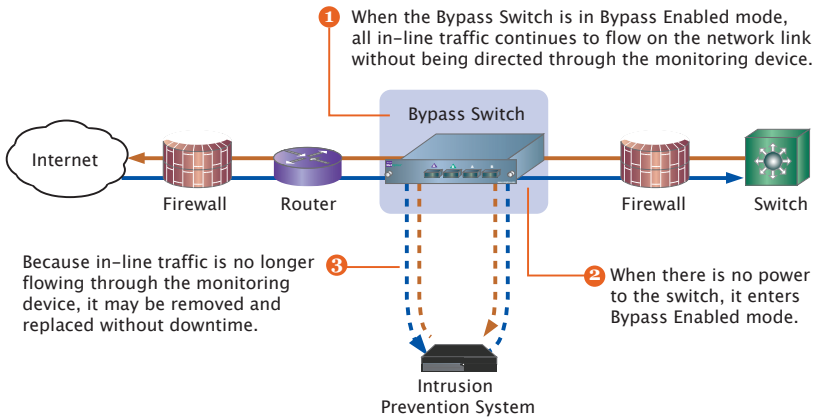 1 When the Bypass Switch is in Bypass Enabled mode,
all in-line traffic continues to flow on the network link
without being directed through the monitoring device.
Bypass Switch
Internet
Firewall
Router
Firewall
Switch
Because in-line traffic is no longer
flowing through the monitoring
device, it may be removed and
replaced without downtime.
3
2 When there is no power
to the switch, it enters
Bypass Enabled mode.
Intrusion
Prevention System